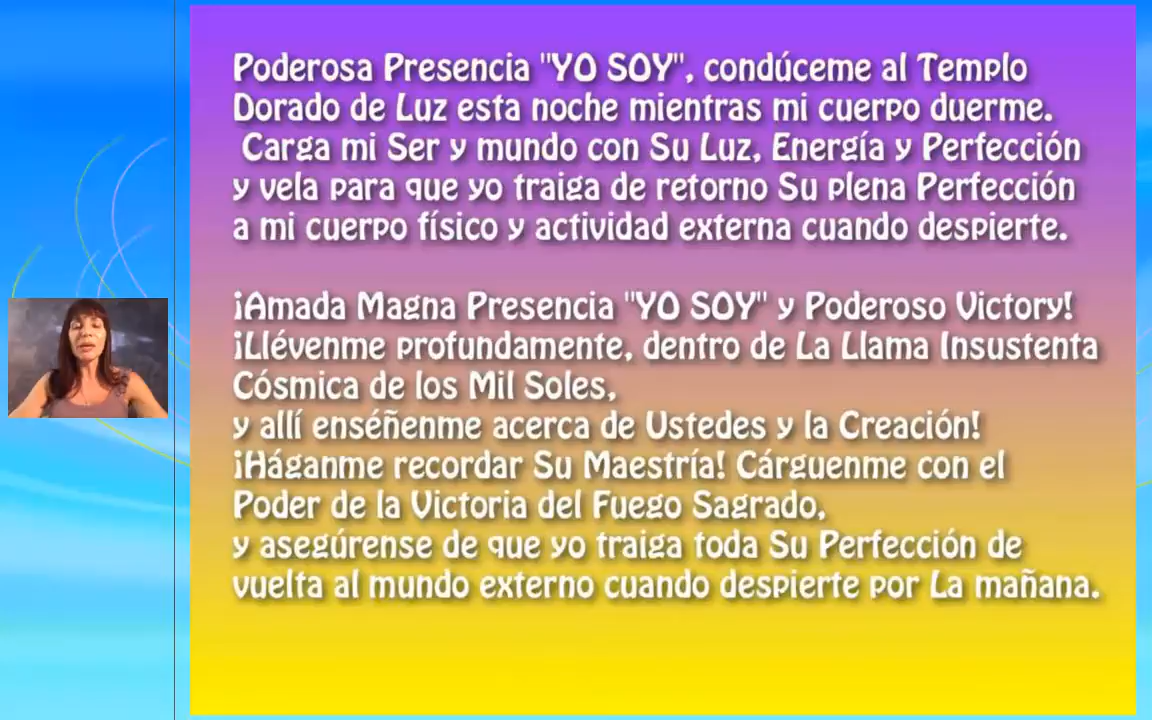 Poderosa Presencia "YO SOY", condúceme al Templo
Dorado de Luz esta noche mientras mi cuerpo duerme.
Carga mi Ser y mundo con Su Luz, Energía y Perfección
y vela para que yo traiga de retorno Su plena Perfección
a mi cuerpo físico y actividad externa cuando despierte.
¡Amada Magna Presencia "YO SOY" y Poderoso Victory!
¡Llévenme profundamente, dentro de La Llama Insustenta
Cósmica de los Mil Soles,
y allí enséñenme acerca de Ustedes y la Creación!
¡Háganme recordar Su Maestría! Cárguenme con el
Poder de la Victoria del Fuego Sagrado,
y asegúrense de que yo traiga toda Su Perfección de
vuelta al mundo externo cuando despierte por La mañana.